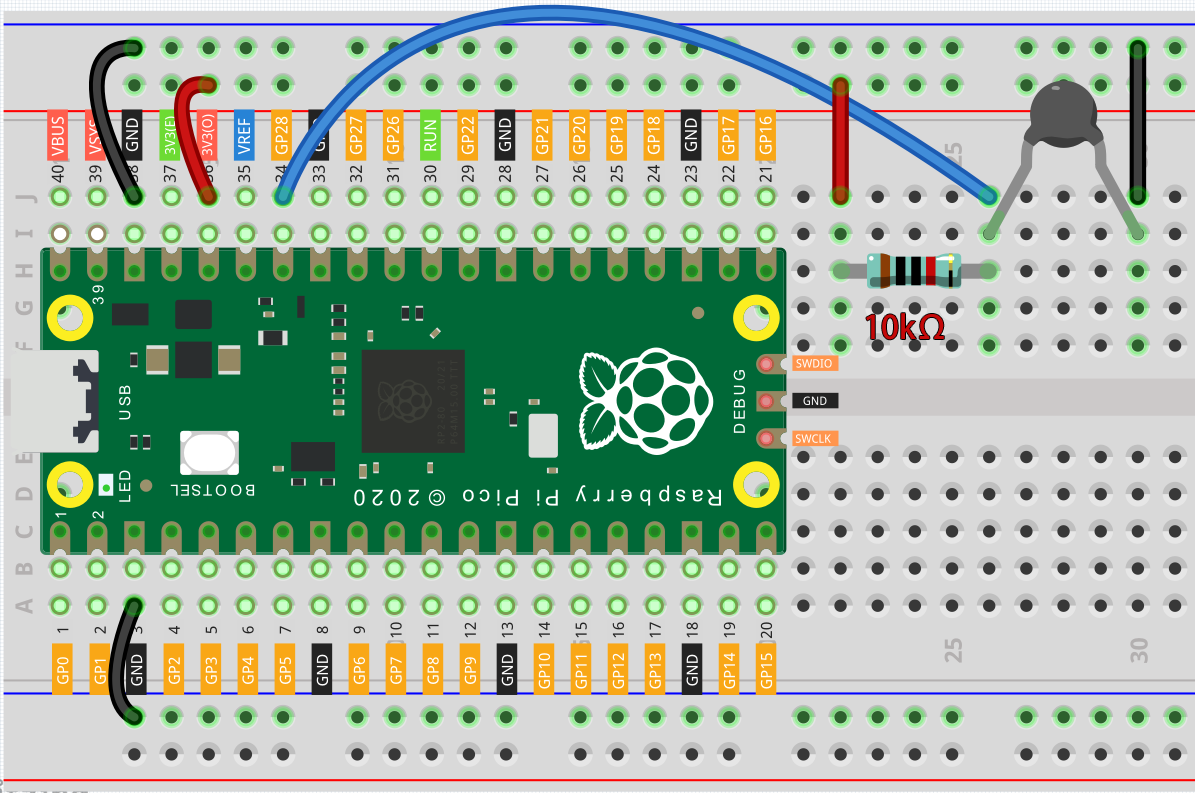 VBUS VSYS GND 3V3(E) 3V3(O) VREF GP28 GP27 GP26 RUN GP22 GND GP21 GP20 GP19 GP18 GND GP17 GP16
40 39 38 37 36 35 34 33 32 31 30 29 28 27 26 25 24 23 22 21 25
J
I
H
39
G
10kΩ
F
SWDIO
DEBUG
USB
GND
SWCLK
E
BOOTSEL
LED
D
Raspberry Pi Pico ©2020
1 2
C
B
A
1 2 3 4 5 6 7 8 9 10 11 12 13 14 15 16 17 18 19 20
25 30
GP0 GP1 GND GP2 GP3 GP4 GP5 GND GP6 GP7 GP8 GP9 GND GP10 GP11 GP12 GP13 GND GP14 GP15